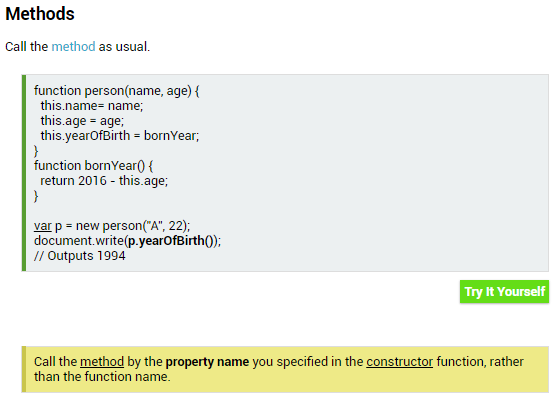 Methods
Call the method as usual.
function person(name, age) {
this.name= name;
this.age = age;
this.yearOfBirth = bornYear;
}
function bornYear() {
return 2016 - this.age;
}
var p = new person("A", 22);
document.write(p.yearOfBirth());
// Outputs 1994
Try It Yourself
Call the method by the property name you specified in the constructor function, rather
than the function name.